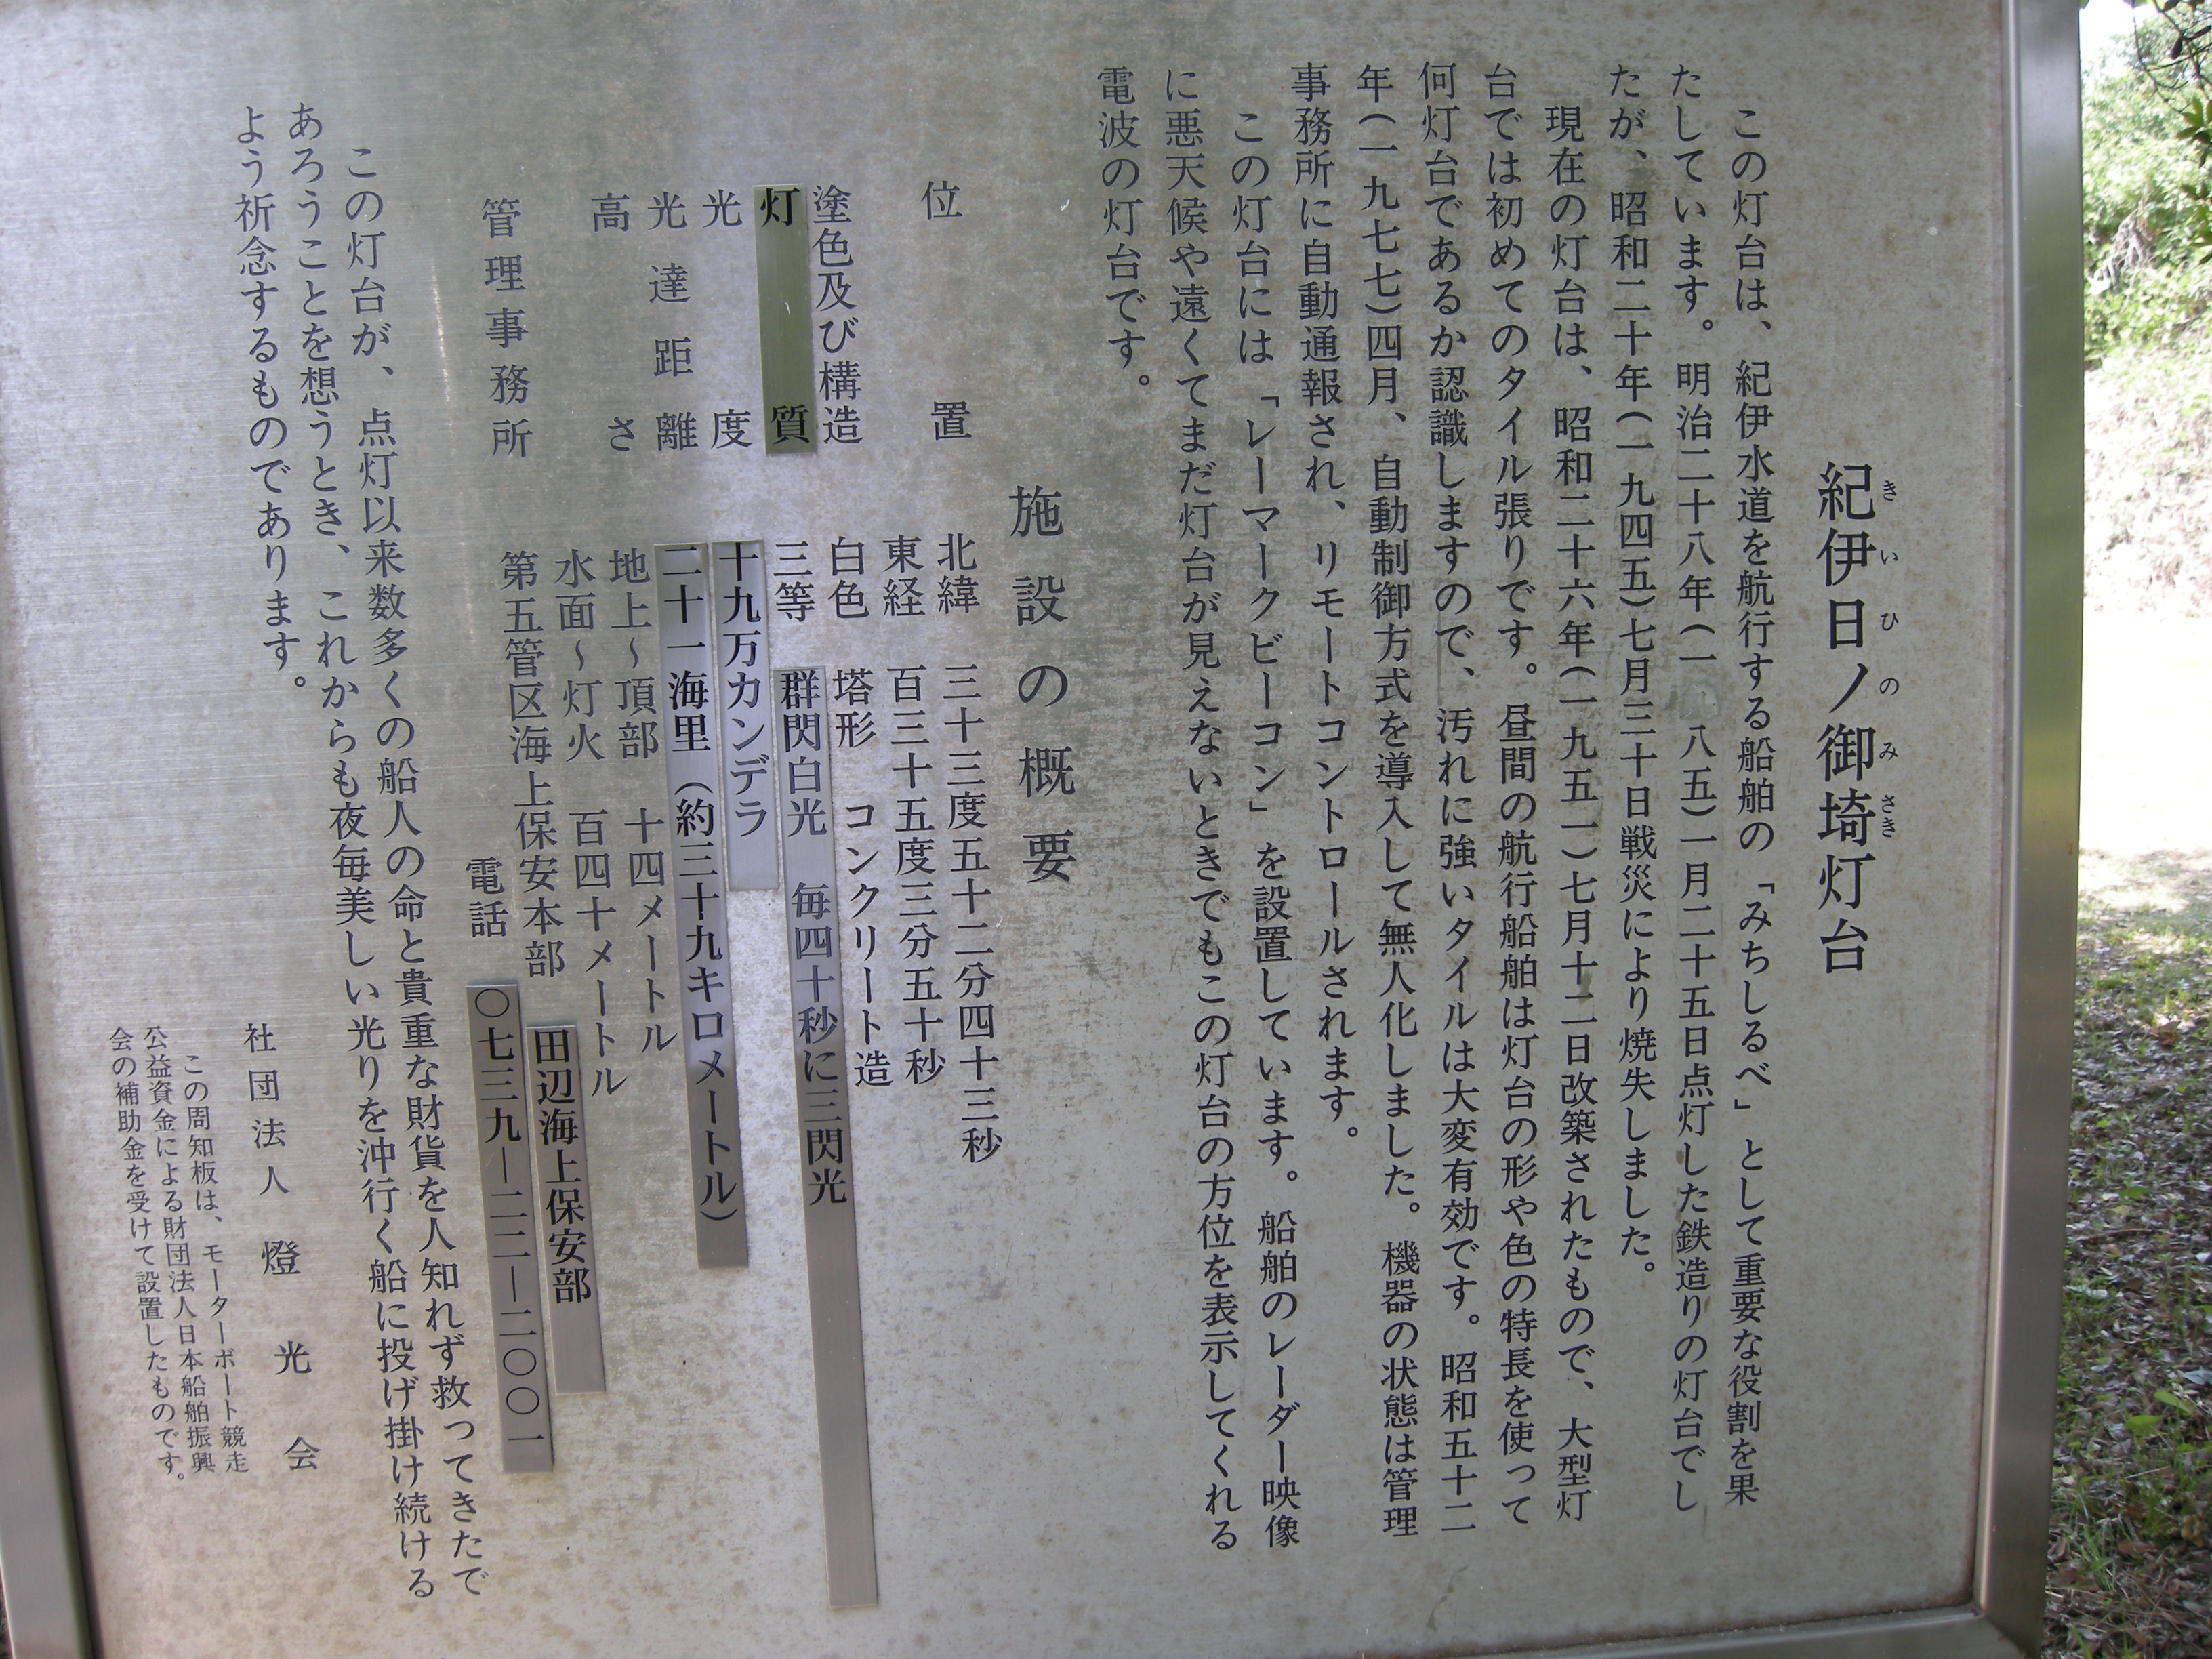 紀伊日ノ御埼灯台
きいひのみさき
この灯台は、紀伊水道を航行する船舶の「みちしるべ」として重要な役割を果
たしています。明治二十八年(一 八五)一月二十五日点灯した鉄造りの灯台でし
たが、昭和二十年(一九四五)七月三十日戦災により焼失しました。
現在の灯台は、昭和二十六年(一九五一)七月十二日改築されたもので、大型灯
台では初めてのタイル張りです。昼間の航行船舶は灯台の形や色の特長を使って
何灯台であるか認識しますので、汚れに強いタイルは大変有効です。昭和五十二
年(一九七七)四月、自動制御方式を導入して無人化しました。機器の状態は管理
事務所に自動通報され、リモートコントロールされます。
この灯台には「レーマークビーコン」を設置しています。船舶のレーダー映像
に悪天候や遠くてまだ灯台が見えないときでもこの灯台の方位を表示してくれる
電波の灯台です。
施設の概要
位置 北緯 三十三度五十二分四十三秒
東経 百三十五度三分五十秒
塗色及び構造 白色 塔形 コンクリート造
灯質 三等 群閃白光 毎四十秒に三閃光
光度 十九万カンデラ
光達距離 二十一海里(約三十九キロメートル)
高さ 地上~頂部 十四メートル
水面~灯火 百四十メートル
管理事務所 第五管区海上保安本部 田辺海上保安部
電話 〇七三九―二二―二〇〇一
この灯台が、点灯以来数多くの船人の命と貴重な財貨を人知れず救つてきたで
あろうことを想うとき、これからも夜毎美しい光りを沖行く船に投げ掛け続ける
よう祈念するものであります。
社団法人 燈光会
この周知板は、モーターボート競走
公益資金による財団法人日本船舶振興
会の補助金を受けて設置したものです。